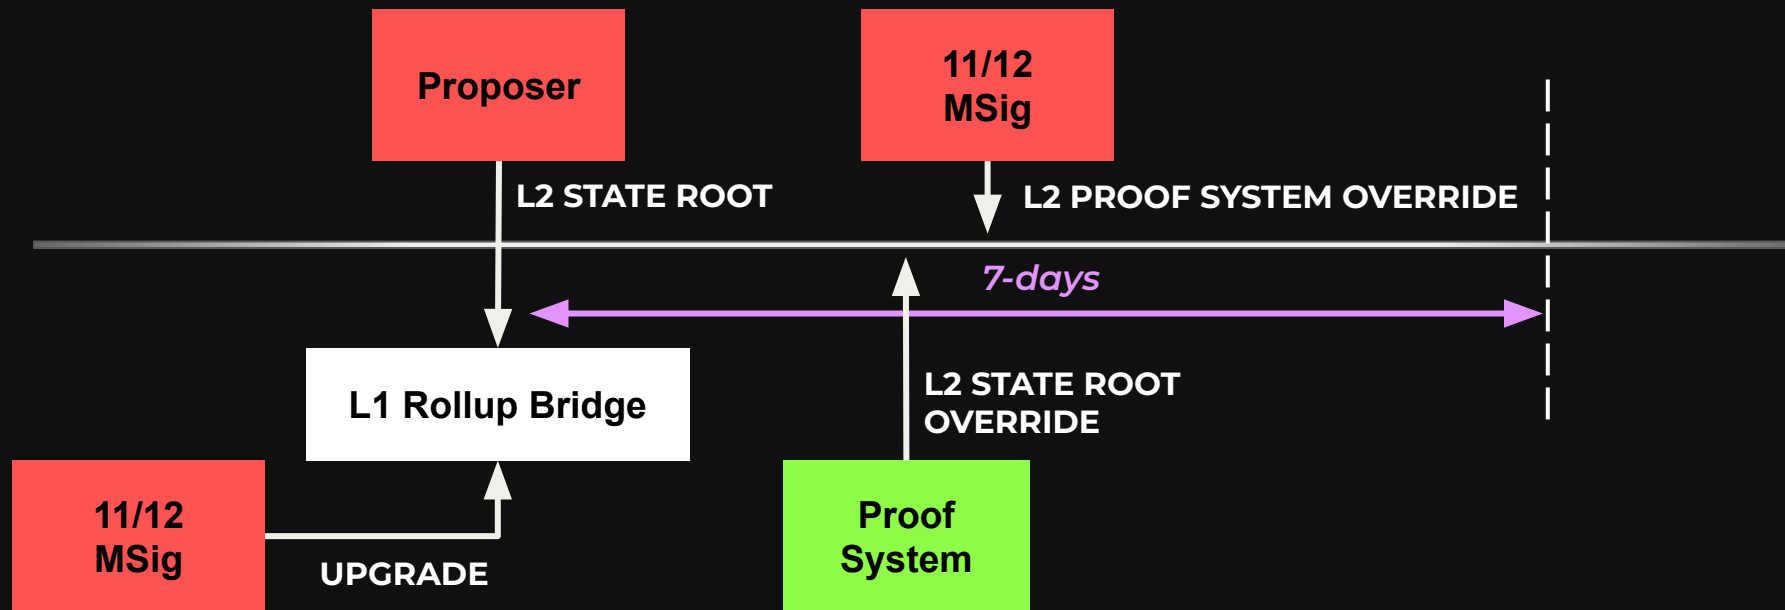 Proposer
11/12
MSig
L2 STATE ROOT
L2 PROOF SYSTEM OVERRIDE
7-days
L1 Rollup Bridge
L2 STATE ROOT
OVERRIDE
11/12
MSig
UPGRADE
Proof
System